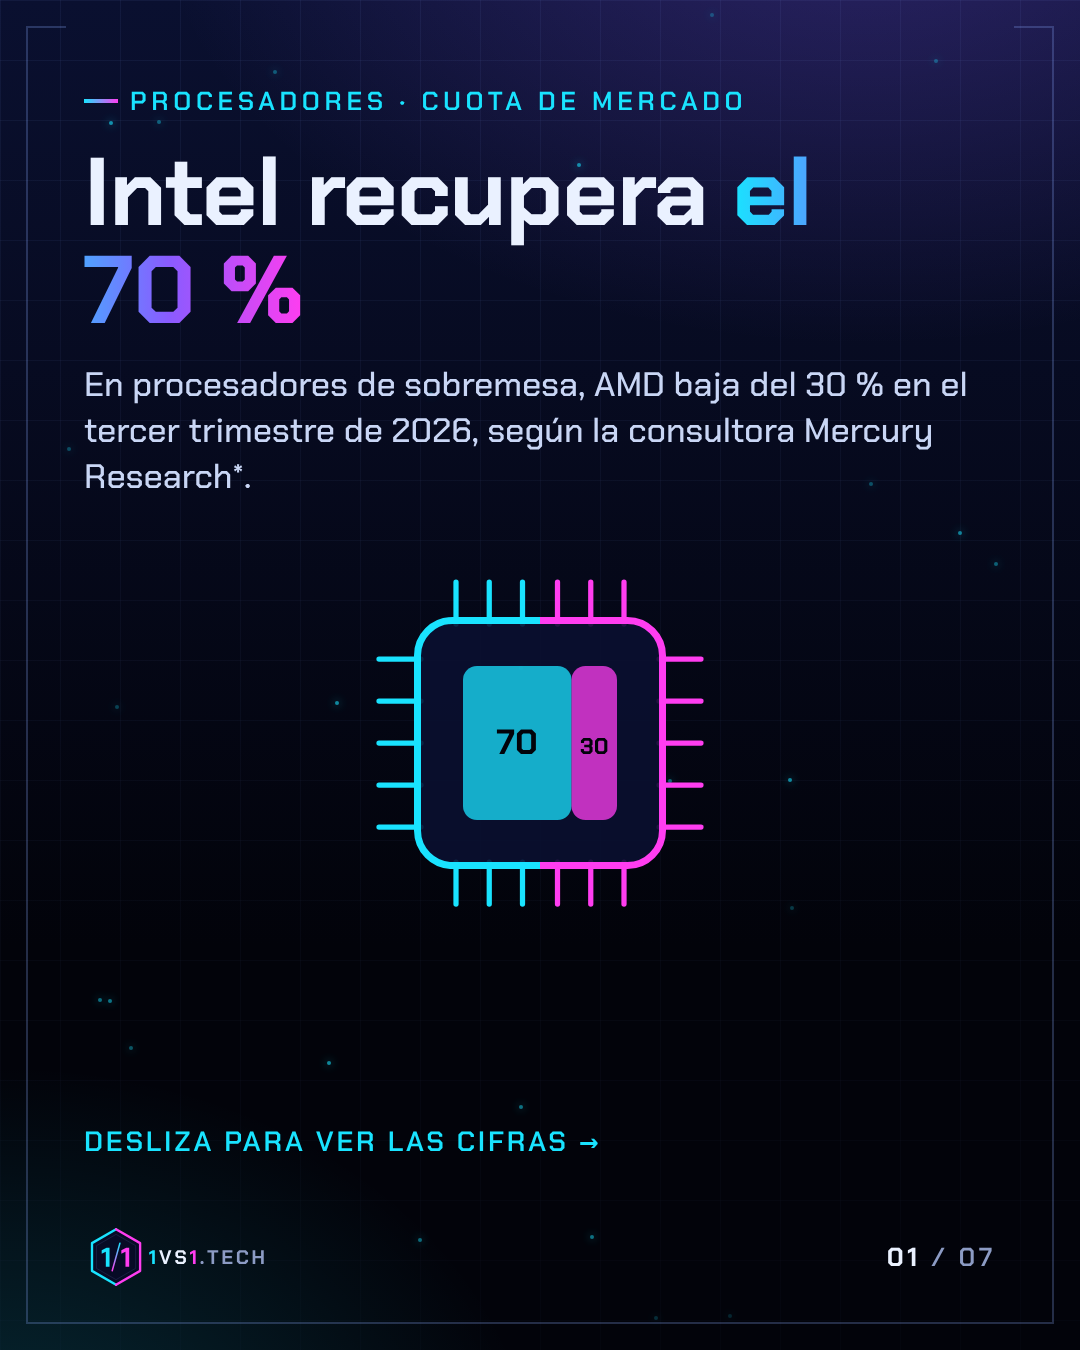 PROCESADORES · CUOTA DE MERCADO
Intel recupera el
70 %
En procesadores de sobremesa, AMD baja del 30 % en el
tercer trimestre de 2026, según la consultora Mercury
Research*.
70
30
DESLIZA PARA VER LAS CIFRAS →
1/1 1VS1.TECH
01 / 07